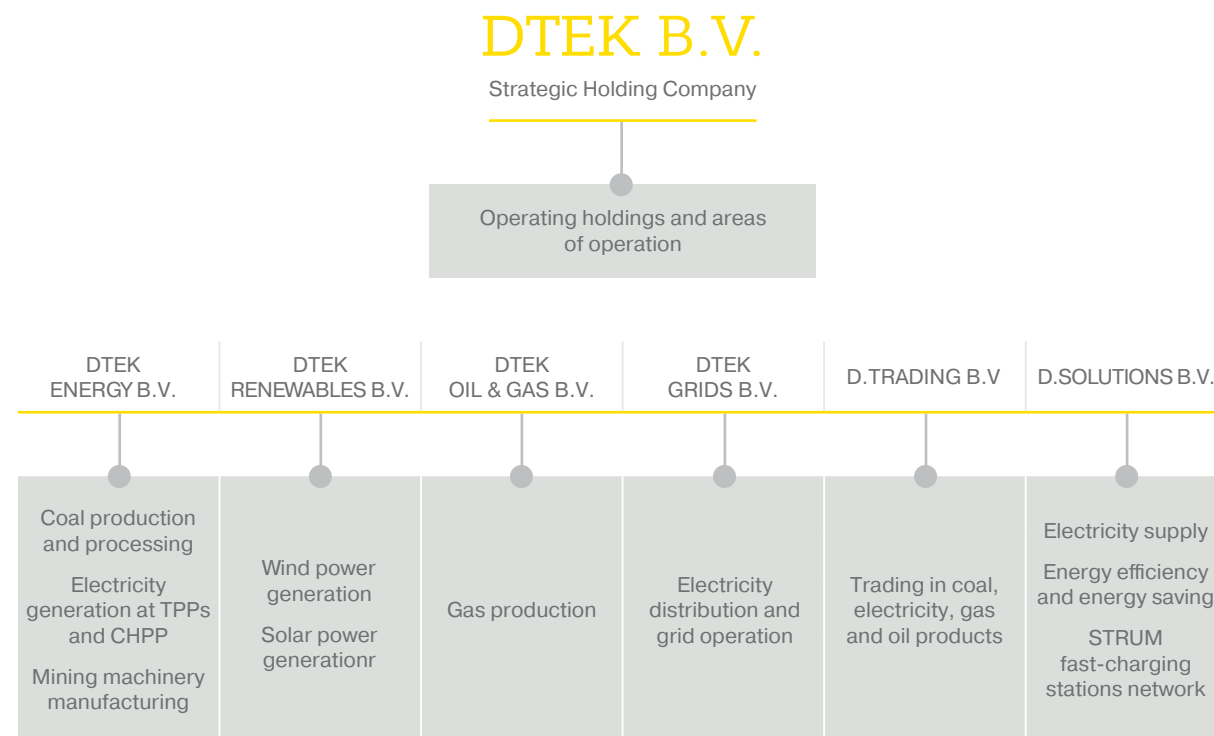 DTEK B.V.
Strategic Holding Company
Operating holdings and areas
of operation
DTEK
ENERGY B.V.
DTEK
RENEWABLES B.V.
DTEK
OIL & GAS B.V.
DTEK
GRIDS B.V.
D.TRADING B.V
D.SOLUTIONS B.V.
Coal production
and processing
Electricity
generation at TPPs
and CHPP
Mining machinery
manufacturing
Wind power
generation
Solar power
generationr
Gas production
Electricity
distribution and
grid operation
Trading in coal,
electricity, gas
and oil products
Electricity supply
Energy efficiency
and energy saving
STRUM
fast-charging
stations network